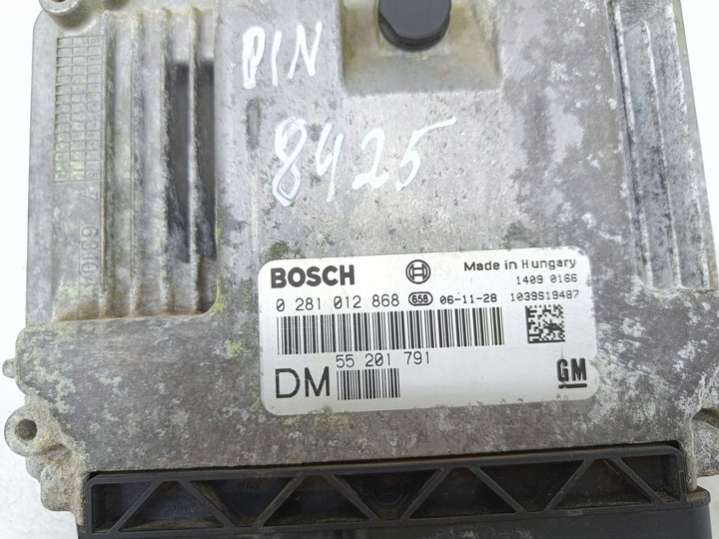 PIN
8425
BOSCH Made in Hungary
1409 0166
0 281 012 868 658 06-11-28 1039S19487
55 201 791
DM GM